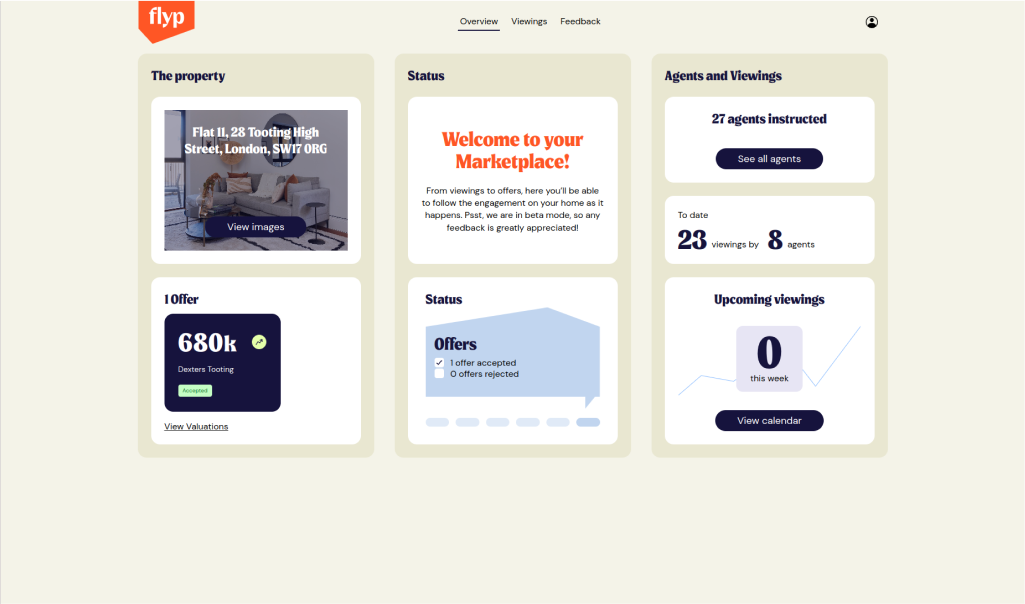 flyp
Overview
Viewings
Feedback
The property
Flat 11, 28 Tooting High
Street, London, SW17 0RG
View images
1 Offer
680k
Dexters Tooting
Accepted
View Valuations
Status
Welcome to your
Marketplace!
From viewings to offers, here you'll be able
to follow the engagement on your home as it
happens. Psst, we are in beta mode, so any
feedback is greatly appreciated!
Status
Offers
1 offer accepted
0 offers rejected
Agents and Viewings
27 agents instructed
See all agents
To date
23 viewings by 8 agents
Upcoming viewings
0
this week
View calendar